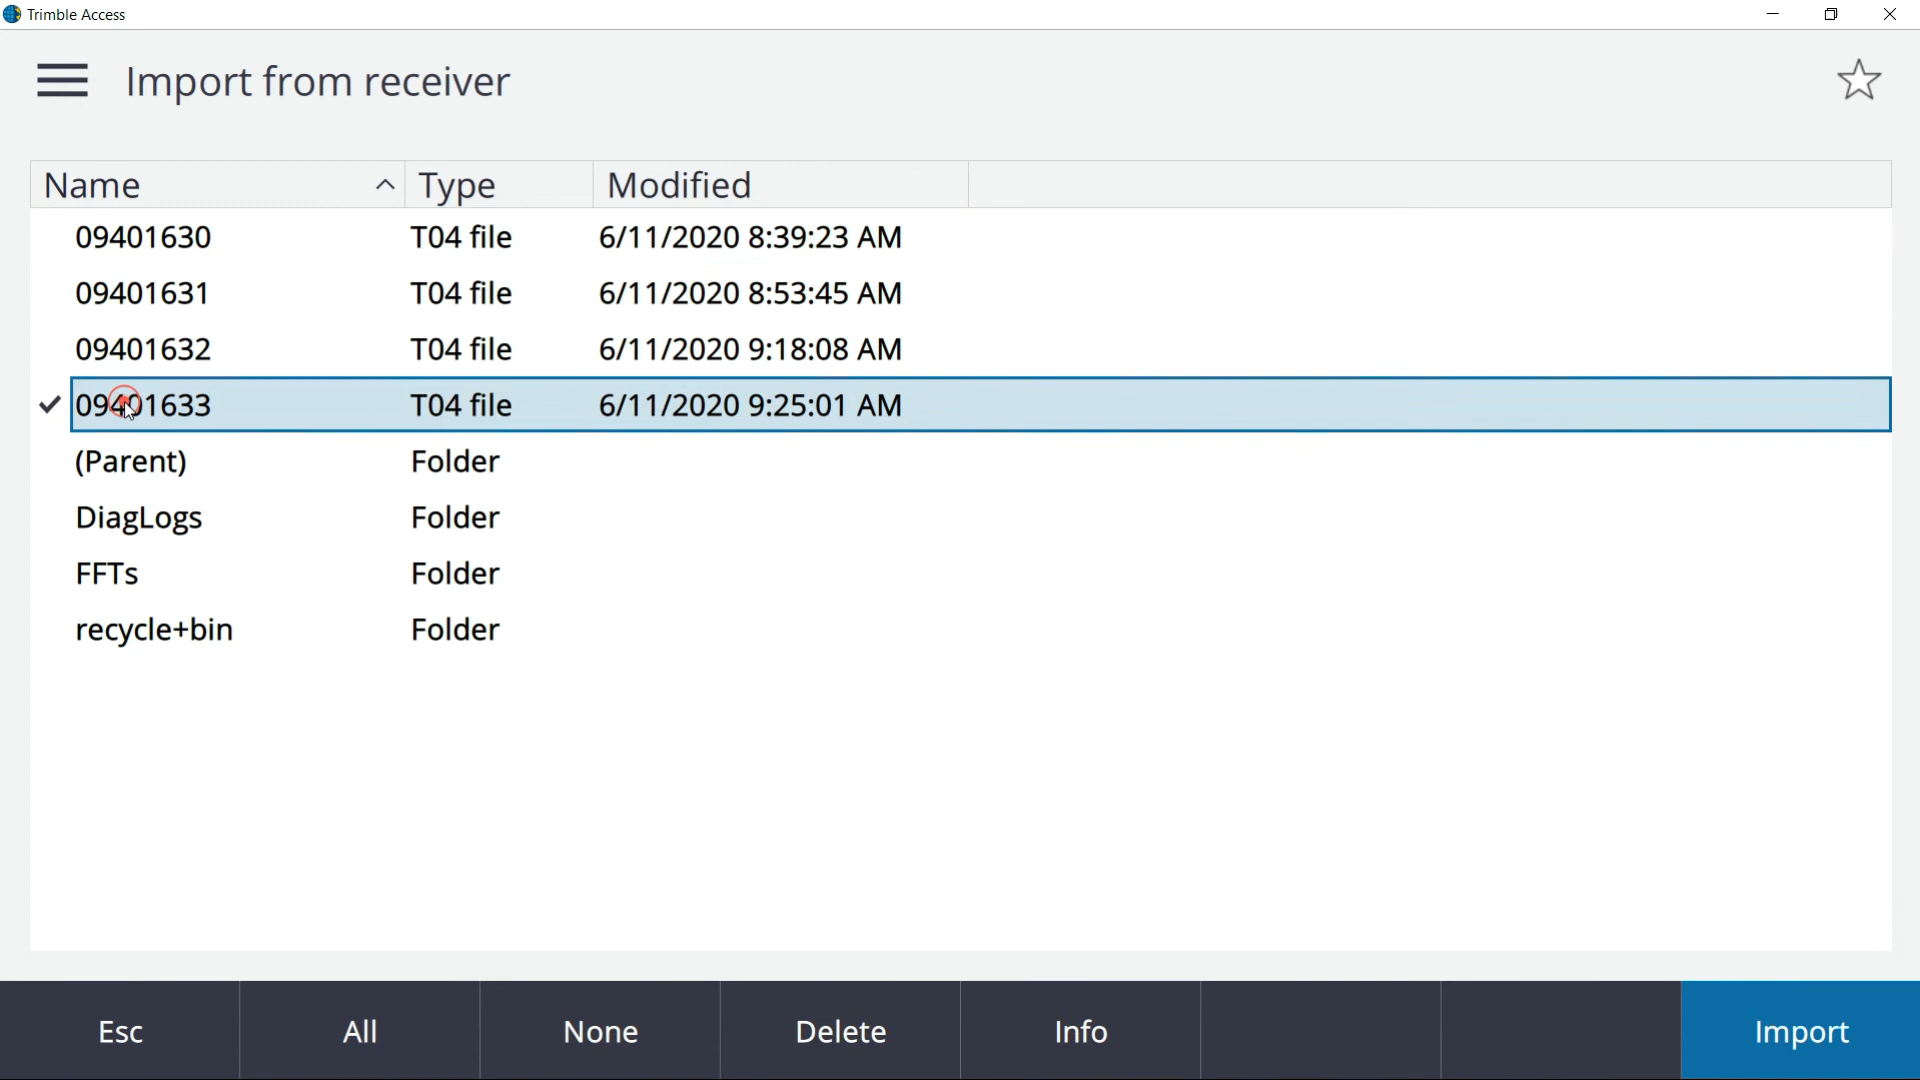 Trimble Access
Import from receiver
Name Type Modified
09401630 T04 file 6/11/2020 8:39:23 AM
09401631 T04 file 6/11/2020 8:53:45 AM
09401632 T04 file 6/11/2020 9:18:08 AM
09401633 T04 file 6/11/2020 9:25:01 AM
(Parent) Folder
DiagLogs Folder
FFTs Folder
recycle+bin Folder
Esc All None Delete Info Import